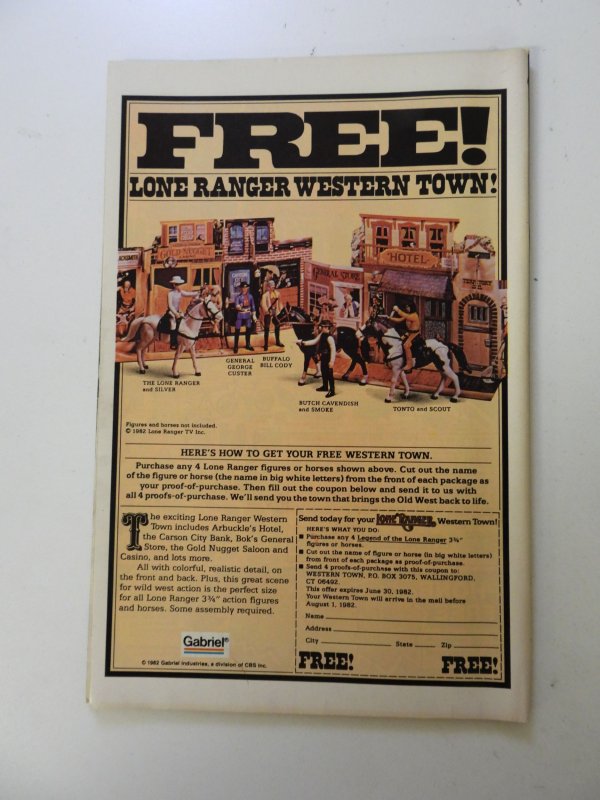 FREE!
LONE RANGER WESTERN TOWN!
GOLD NUGGET
GENERAL STORE
HOTEL
THE LONE RANGER
and SILVER
GENERAL
GEORGE
CUSTER
BUFFALO
BILL CODY
BUTCH CAVENDISH
and SMOKE
TONTO and SCOUT
Figures and horses not included.
© 1982 Lone Ranger TV Inc.
HERE'S HOW TO GET YOUR FREE WESTERN TOWN.
Purchase any 4 Lone Ranger figures or horses shown above. Cut out the name
of the figure or horse (the name in big white letters) from the front of each package as
your proof-of-purchase. Then fill out the coupon below and send it to us with
all 4 proofs-of-purchase. We'll send you the town that brings the Old West back to life.
The exciting Lone Ranger Western
Town includes Arbuckle's Hotel,
the Carson City Bank, Bok's General
Store, the Gold Nugget Saloon and
Casino, and lots more.
All with colorful, realistic detail, on
the front and back. Plus, this great scene
for wild west action is the perfect size
for all Lone Ranger 3¾" action figures
and horses. Some assembly required.
Gabriel®
© 1982 Gabriel Industries, a division of CBS Inc.
Send today for your LONE RANGER Western Town!
HERE'S WHAT YOU DO:
■ Purchase any 4 Legend of the Lone Ranger 3¾"
figures or horses.
■ Cut out the name of figure or horse (in big white letters)
from front of each package as proof-of-purchase.
■ Send 4 proofs-of-purchase with this coupon to:
WESTERN TOWN, P.O. BOX 3075, WALLINGFORD,
CT 06492.
This offer expires June 30, 1982.
Your Western Town will arrive in the mail before
August 1, 1982.
Name
Address
City State Zip
FREE! FREE!